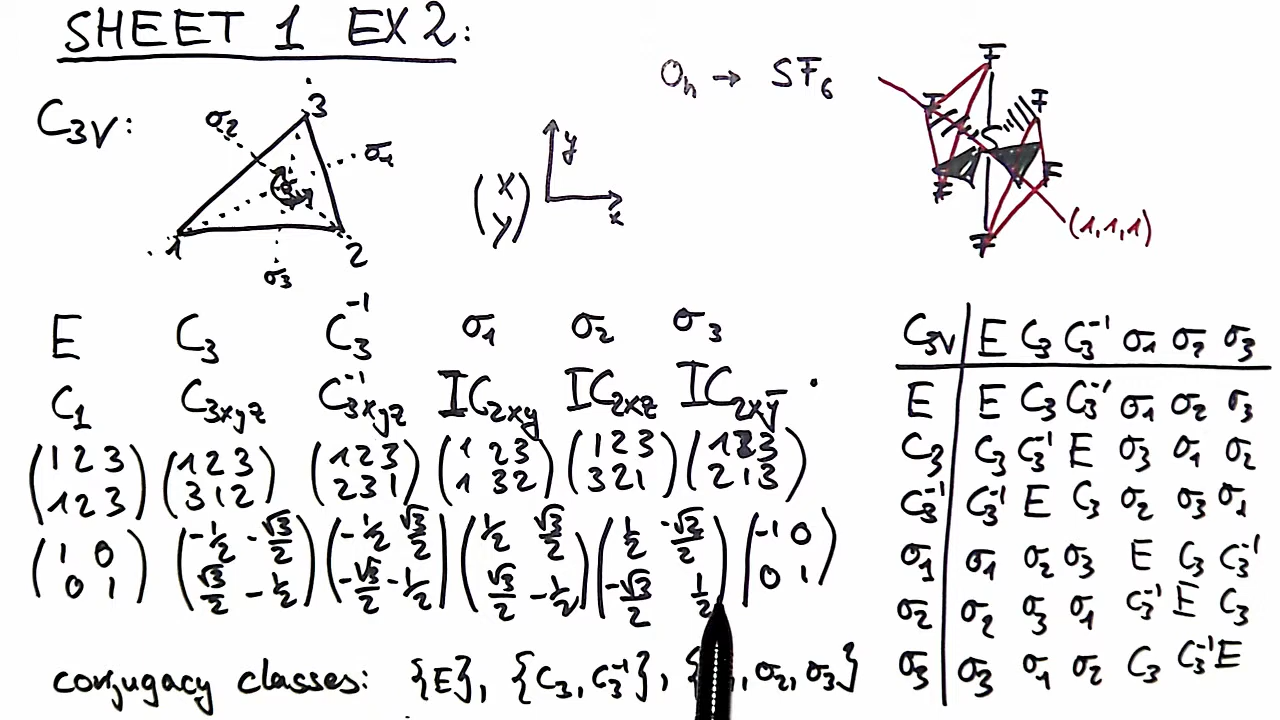 SHEET 1 EX 2:
C3V:
3
σ2
σ1
1
2
σ3
(x
y)
y
x
Oh → SF6
F
F
F
S
F
F
F
(1,1,1)
E C3 C3⁻¹ σ1 σ2 σ3
C1 C3xyz C⁻¹3xyz IC2xy IC2xz IC2xȳ
(1 2 3) (1 2 3) (1 2 3) (1 2 3) (1 2 3) (1 2 3)
(1 2 3) (3 1 2) (2 3 1) (1 3 2) (3 2 1) (2 1 3)
(1 0) (-1/2 -√3/2) (-1/2 √3/2) (1/2 √3/2) (1/2 -√2/2) (-1 0)
(0 1) (√3/2 -1/2) (-√3/2 -1/2) (√3/2 -1/2) (-√3/2 1/2) (0 1)
conjugacy classes: {E}, {C3, C3⁻¹}, { , σ2, σ3}
C3V E C3 C3⁻¹ σ1 σ2 σ3
E E C3 C3⁻¹ σ1 σ2 σ3
C3 C3 C3⁻¹ E σ3 σ1 σ2
C3⁻¹ C3⁻¹ E C3 σ2 σ3 σ1
σ1 σ1 σ2 σ3 E C3 C3⁻¹
σ2 σ2 σ3 σ1 C3⁻¹ E C3
σ3 σ3 σ1 σ2 C3 C3⁻¹ E